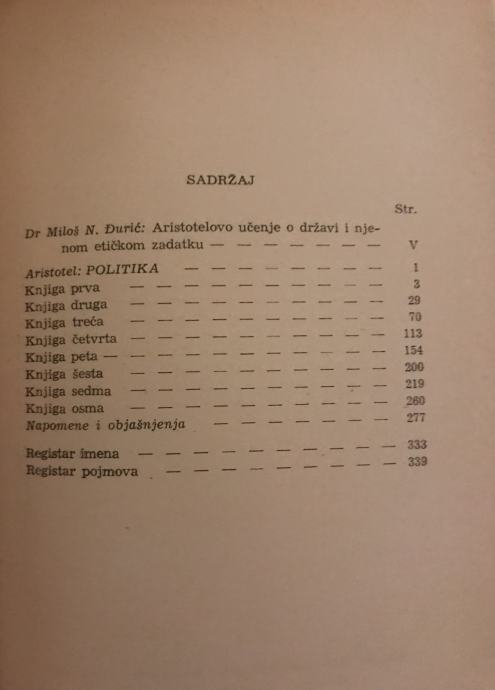 SADRŽAJ
Str.
Dr Miloš N. Đurić: Aristotelovo učenje o državi i nje-
nom etičkom zadatku — — — — — — — V
Aristotel: POLITIKA — — — — — — — — 1
Knjiga prva — — — — — — — — — — 3
Knjiga druga — — — — — — — — — — 29
Knjiga treća — — — — — — — — — — 70
Knjiga četvrta — — — — — — — — — — 113
Knjiga peta — — — — — — — — — — — 154
Knjiga šesta — — — — — — — — — — 200
Knjiga sedma — — — — — — — — — — 219
Knjiga osma — — — — — — — — — — 260
Napomene i objašnjenja — — — — — — — 277
Registar imena — — — — — — — — — — 333
Registar pojmova — — — — — — — — — 339